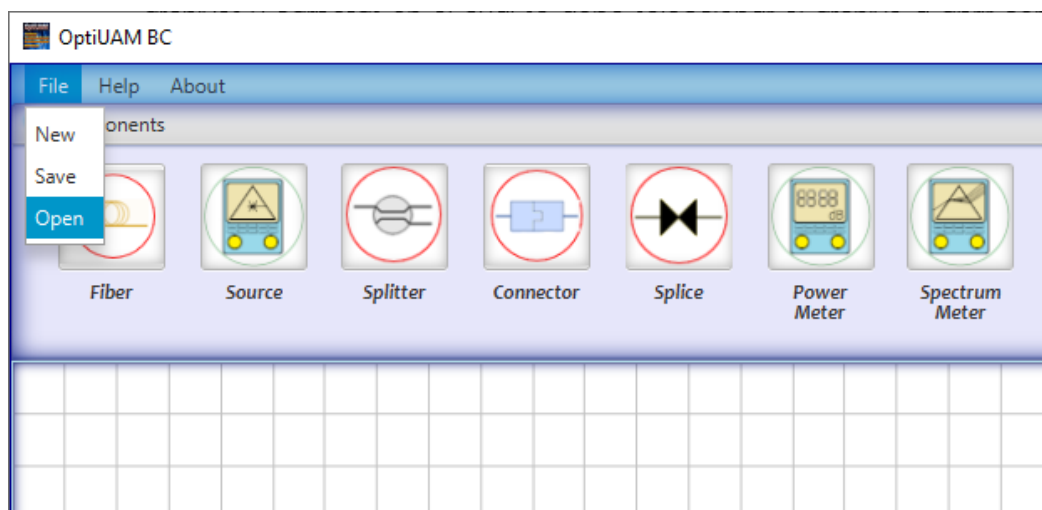 OptiUAM BC
File Help About
onents
New
Save
Open
8888
dB
Fiber Source Splitter Connector Splice Power Meter Spectrum Meter